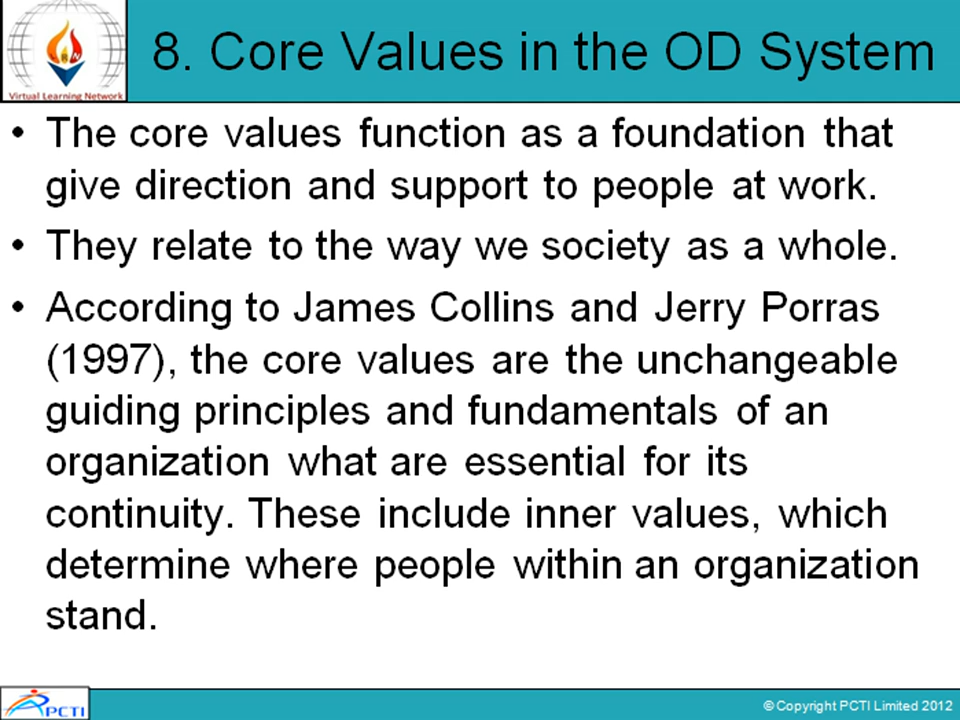 8. Core Values in the OD System
Virtual Learning Network
• The core values function as a foundation that
give direction and support to people at work.
• They relate to the way we society as a whole.
• According to James Collins and Jerry Porras
(1997), the core values are the unchangeable
guiding principles and fundamentals of an
organization what are essential for its
continuity. These include inner values, which
determine where people within an organization
stand.
PCTI
© Copyright PCTI Limited 2012